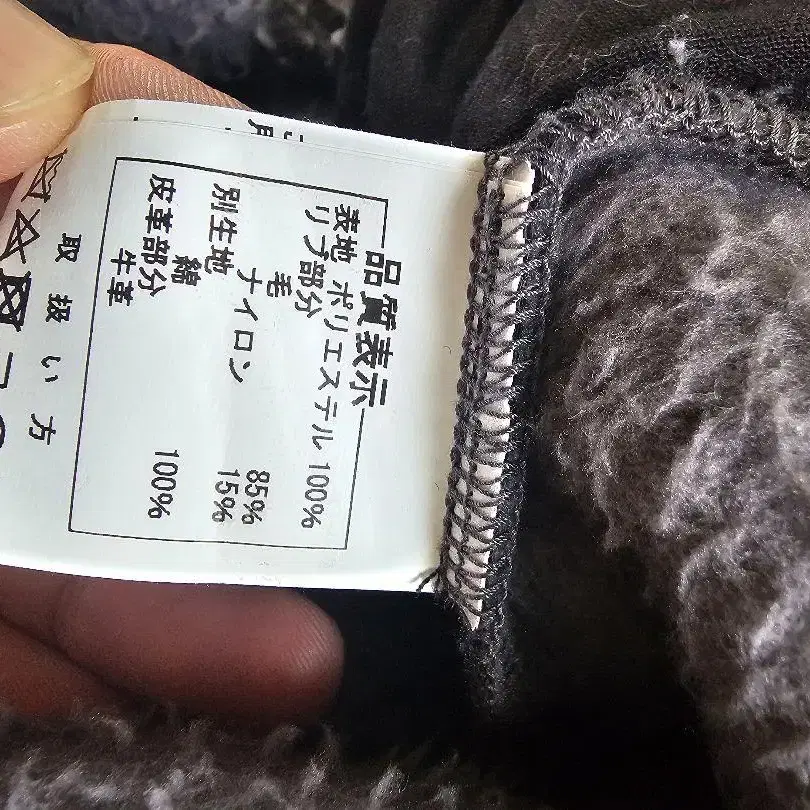 品質表示
表地 ポリエステル 100%
リブ部分
毛 85%
ナイロン 15%
別生地
綿 100%
皮革部分
牛革
取扱い方